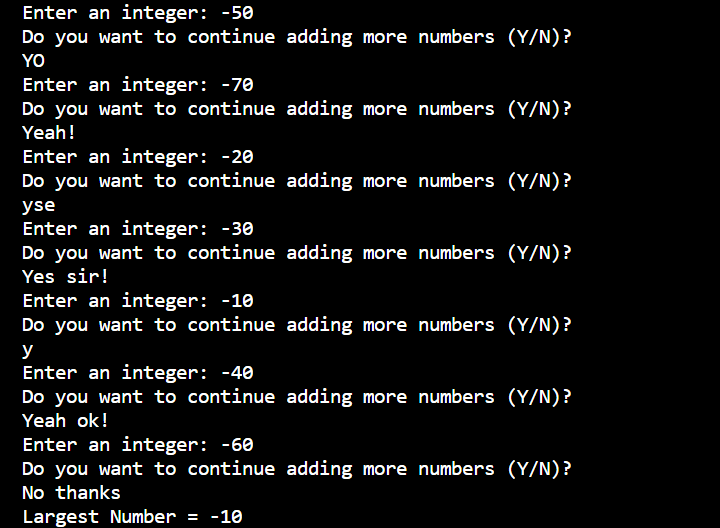 Enter an integer: -50
Do you want to continue adding more numbers (Y/N)?
YO
Enter an integer: -70
Do you want to continue adding more numbers (Y/N)?
Yeah!
Enter an integer: -20
Do you want to continue adding more numbers (Y/N)?
yse
Enter an integer: -30
Do you want to continue adding more numbers (Y/N)?
Yes sir!
Enter an integer: -10
Do you want to continue adding more numbers (Y/N)?
y
Enter an integer: -40
Do you want to continue adding more numbers (Y/N)?
Yeah ok!
Enter an integer: -60
Do you want to continue adding more numbers (Y/N)?
No thanks
Largest Number = -10